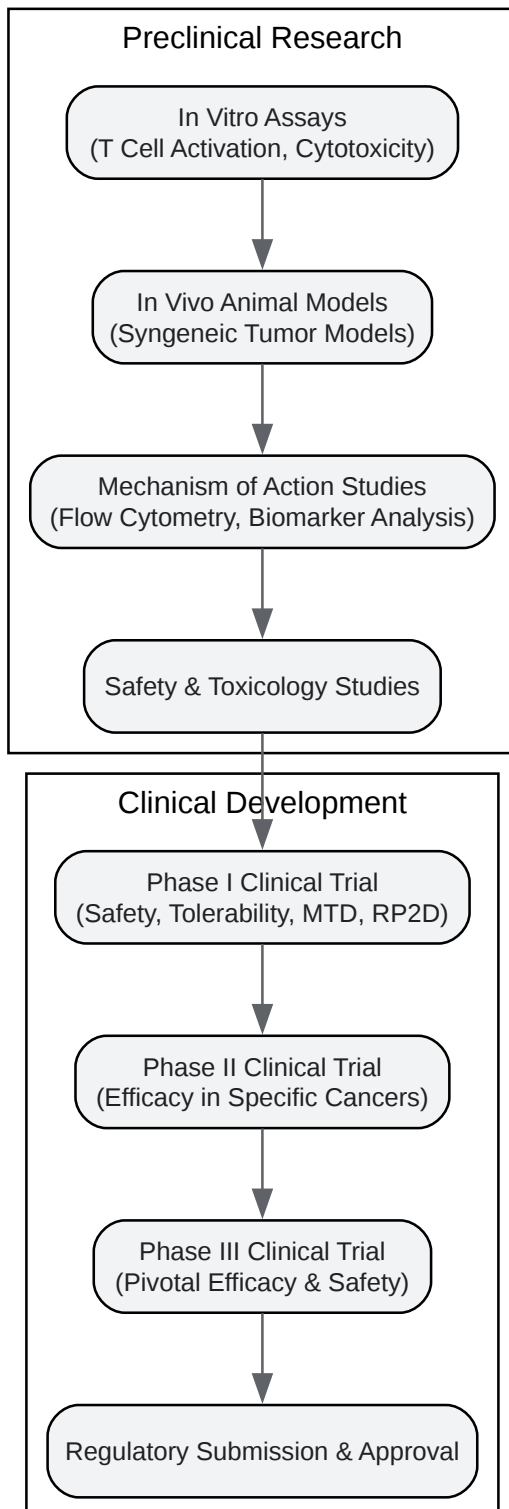 Preclinical Research
In Vitro Assays
(T Cell Activation, Cytotoxicity)
In Vivo Animal Models
(Syngeneic Tumor Models)
Mechanism of Action Studies
(Flow Cytometry, Biomarker Analysis)
Safety & Toxicology Studies
Clinical Development
Phase I Clinical Trial
(Safety, Tolerability, MTD, RP2D)
Phase II Clinical Trial
(Efficacy in Specific Cancers)
Phase III Clinical Trial
(Pivotal Efficacy & Safety)
Regulatory Submission & Approval